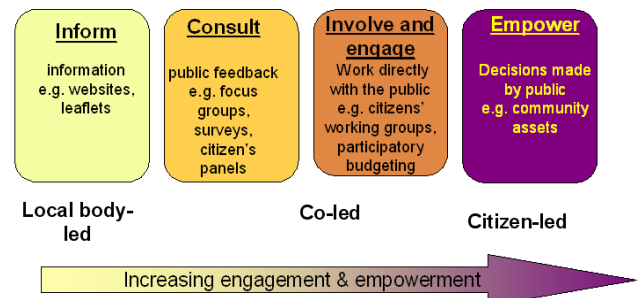 Inform
information
e.g. websites,
leaflets
Consult
public feedback
e.g. focus
groups,
surveys,
citizen's
panels
Involve and
engage
Work directly
with the public
e.g. citizens'
working groups,
participatory
budgeting
Empower
Decisions made
by public
e.g. community
assets
Local body-
led
Co-led
Citizen-led
Increasing engagement & empowerment